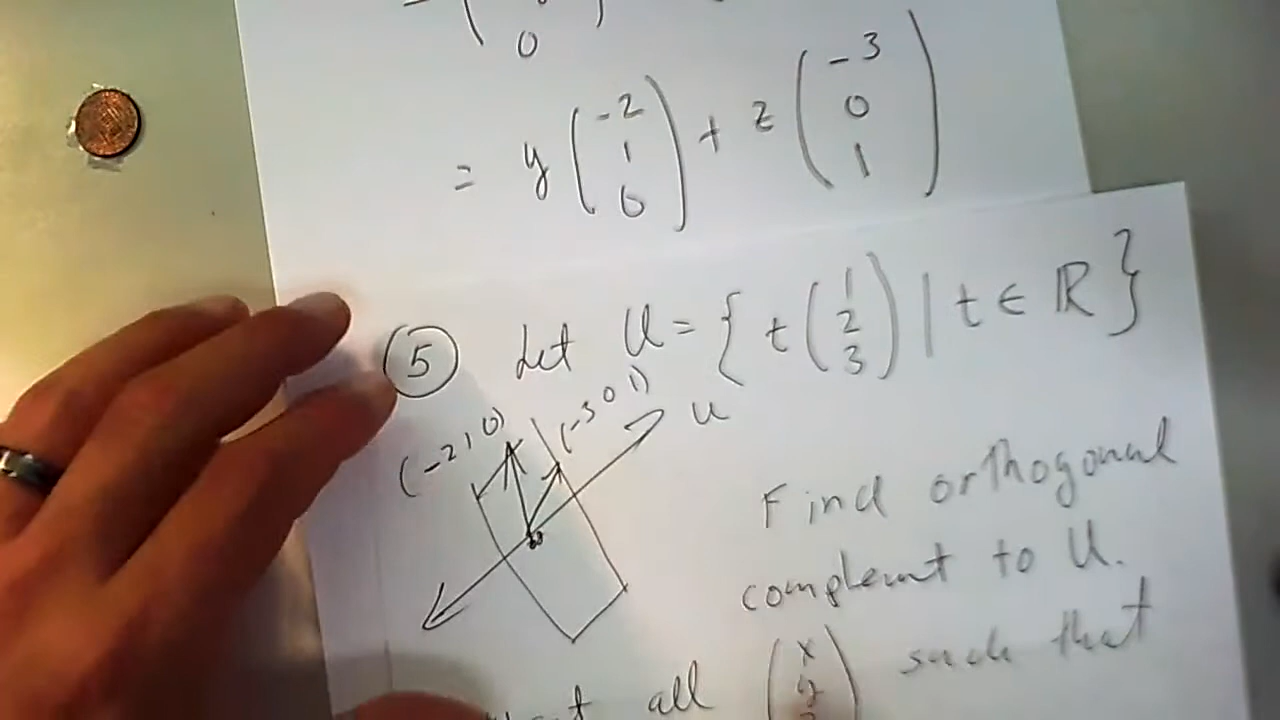 0
= y ( -2 1 0 ) + z ( -3 0 1 )
⑤ Let U = { t ( 1 2 3 ) | t ∈ ℝ }
(-2 1 0) (-3 0 1) U
Find orthogonal
complemt to U.
all ( x y z ) such that